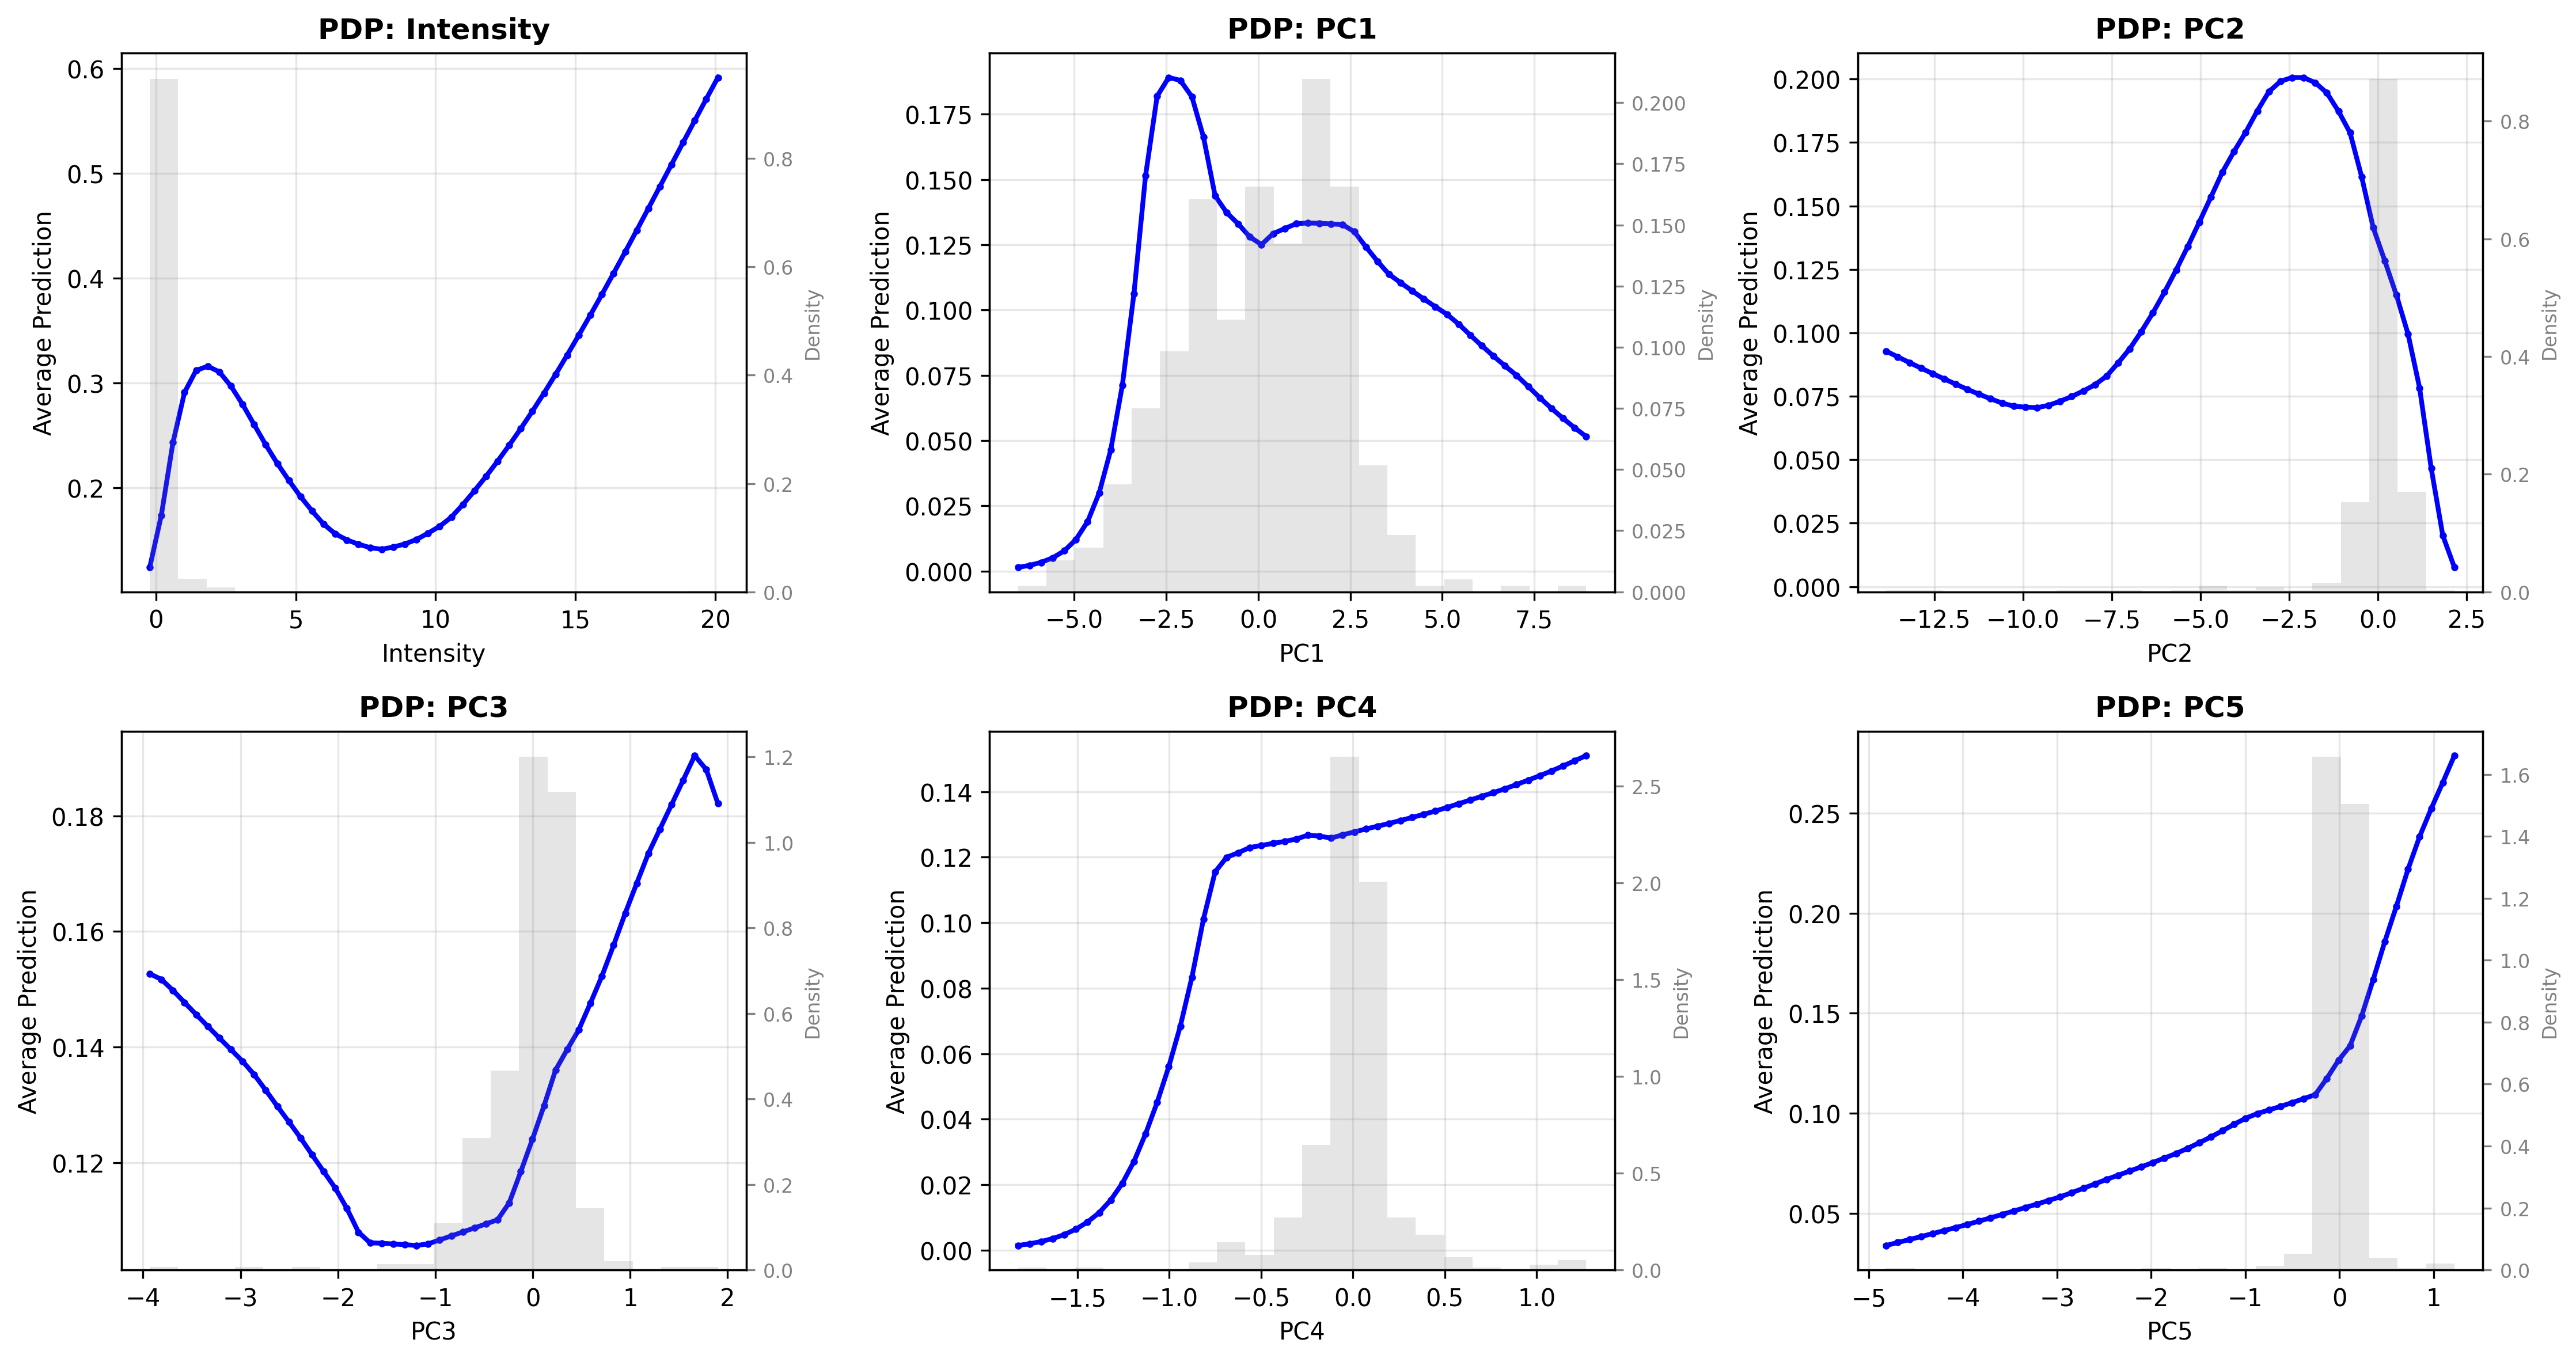 PDP: Intensity
0.6
0.5
0.4
0.3
0.2
Average Prediction
0.8
0.6
0.4
0.2
0.0
Density
0 5 10 15 20
Intensity
PDP: PC1
0.175
0.150
0.125
0.100
0.075
0.050
0.025
0.000
Average Prediction
0.200
0.175
0.150
0.125
0.100
0.075
0.050
0.025
0.000
Density
−5.0 −2.5 0.0 2.5 5.0 7.5
PC1
PDP: PC2
0.200
0.175
0.150
0.125
0.100
0.075
0.050
0.025
0.000
Average Prediction
0.8
0.6
0.4
0.2
0.0
Density
−12.5 −10.0 −7.5 −5.0 −2.5 0.0 2.5
PC2
PDP: PC3
0.18
0.16
0.14
0.12
Average Prediction
1.2
1.0
0.8
0.6
0.4
0.2
0.0
Density
−4 −3 −2 −1 0 1 2
PC3
PDP: PC4
0.14
0.12
0.10
0.08
0.06
0.04
0.02
0.00
Average Prediction
2.5
2.0
1.5
1.0
0.5
0.0
Density
−1.5 −1.0 −0.5 0.0 0.5 1.0
PC4
PDP: PC5
0.25
0.20
0.15
0.10
0.05
Average Prediction
1.6
1.4
1.2
1.0
0.8
0.6
0.4
0.2
0.0
Density
−5 −4 −3 −2 −1 0 1
PC5